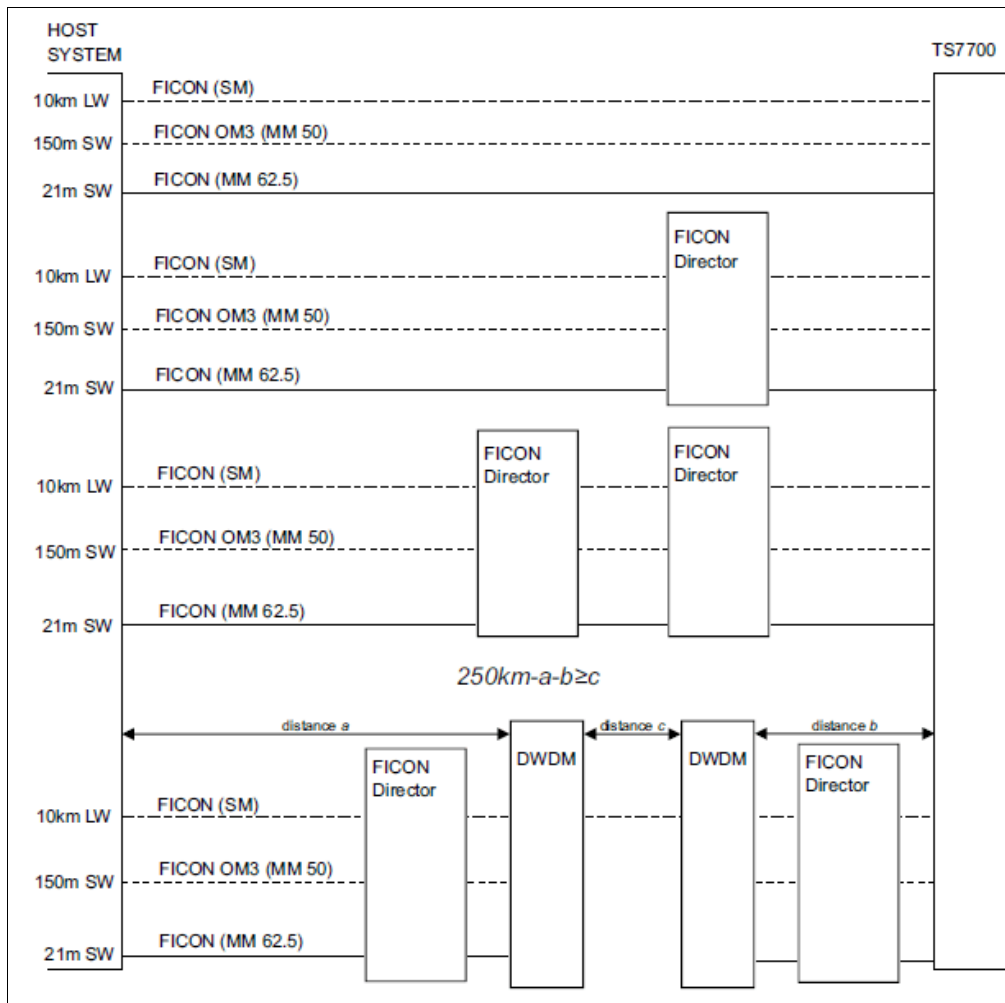 HOST
SYSTEM
TS7700
FICON (SM)
10km LW
FICON OM3 (MM 50)
150m SW
FICON (MM 62.5)
21m SW
FICON
Director
FICON (SM)
10km LW
FICON OM3 (MM 50)
150m SW
FICON (MM 62.5)
21m SW
FICON
Director
FICON
Director
FICON (SM)
10km LW
FICON OM3 (MM 50)
150m SW
FICON (MM 62.5)
21m SW
250km-a-b≥c
distance a
distance c
distance b
DWDM
DWDM
FICON
Director
FICON
Director
FICON (SM)
10km LW
FICON OM3 (MM 50)
150m SW
FICON (MM 62.5)
21m SW